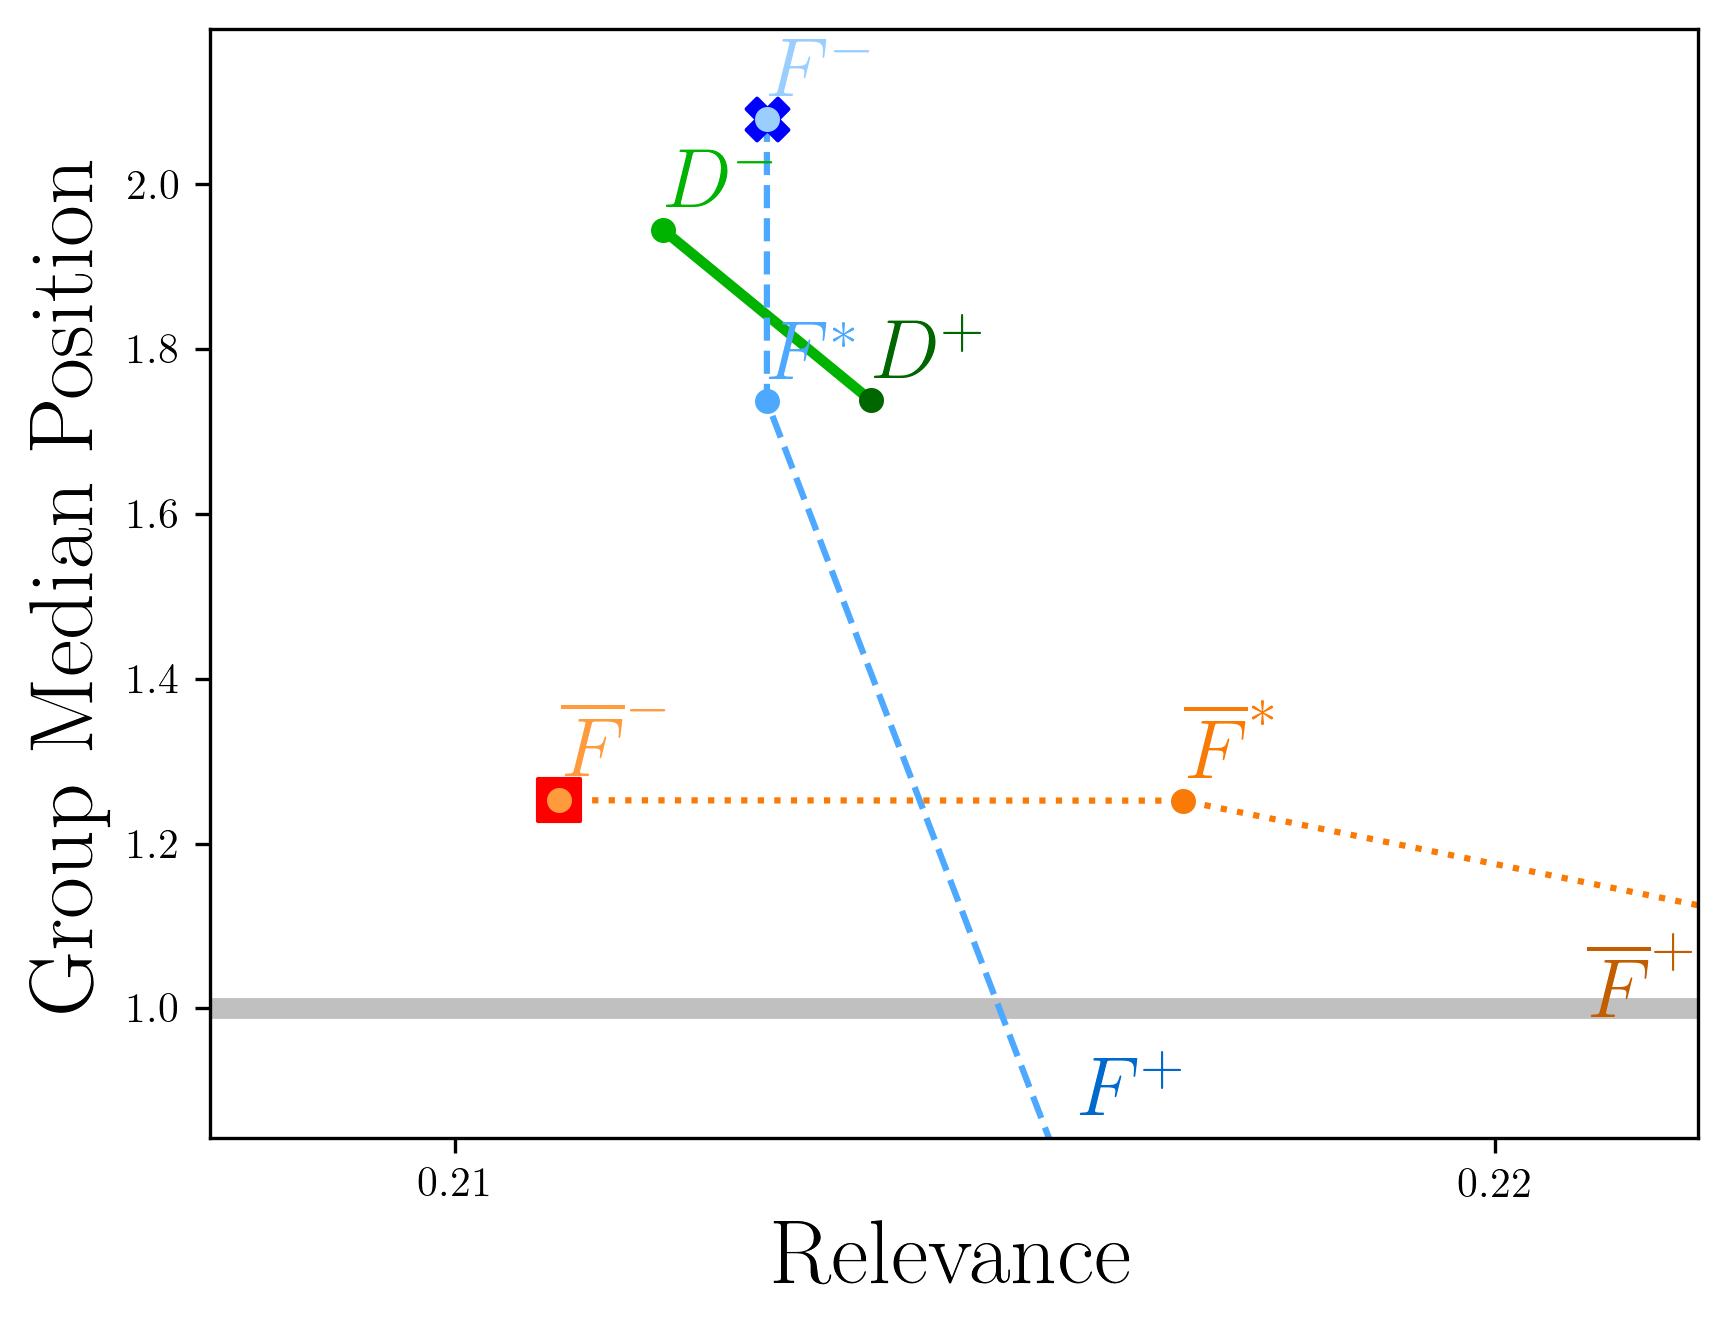 Group Median Position
2.0
1.8
1.6
1.4
1.2
1.0
F⁻
D⁻
F*
D⁺
F̅⁻
F̅*
F̅⁺
F⁺
0.21
0.22
Relevance